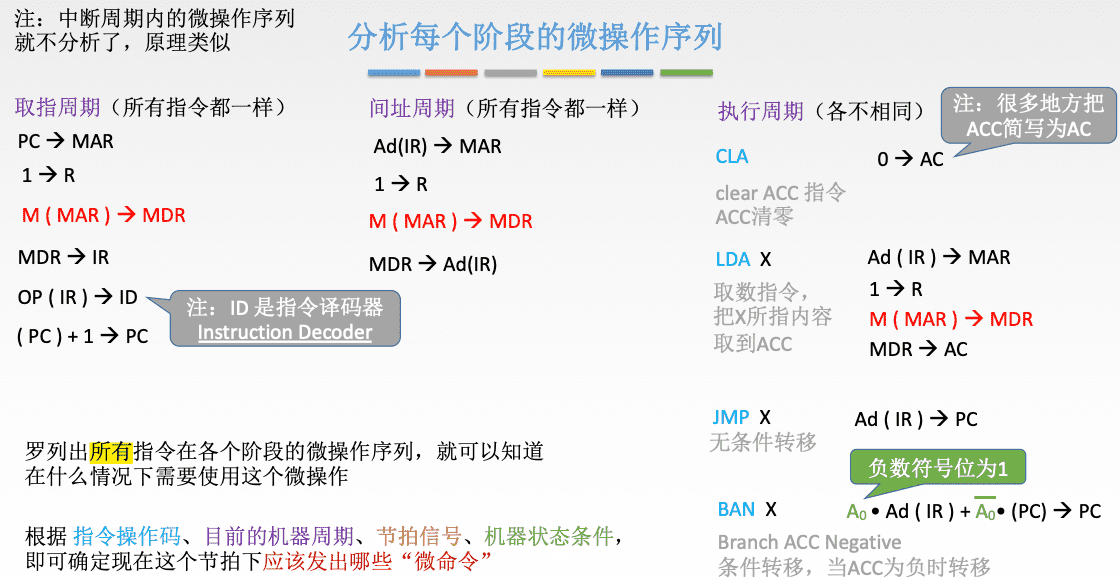 注：中断周期内的微操作序列
就不分析了，原理类似
分析每个阶段的微操作序列
取指周期（所有指令都一样）
PC → MAR
1 → R
M ( MAR ) → MDR
MDR → IR
OP ( IR ) → ID
注：ID 是指令译码器
Instruction Decoder
( PC ) + 1 → PC
间址周期（所有指令都一样）
Ad(IR) → MAR
1 → R
M ( MAR ) → MDR
MDR → Ad(IR)
执行周期（各不相同）
注：很多地方把
ACC简写为AC
CLA 0 → AC
clear ACC 指令
ACC清零
LDA X
取数指令，
把X所指内容
取到ACC
Ad ( IR ) → MAR
1 → R
M ( MAR ) → MDR
MDR → AC
JMP X Ad ( IR ) → PC
无条件转移
负数符号位为1
BAN X A₀ • Ad ( IR ) + A̅₀• (PC) → PC
Branch ACC Negative
条件转移，当ACC为负时转移
罗列出所有指令在各个阶段的微操作序列，就可以知道
在什么情况下需要使用这个微操作
根据 指令操作码、目前的机器周期、节拍信号、机器状态条件，
即可确定现在这个节拍下应该发出哪些“微命令”